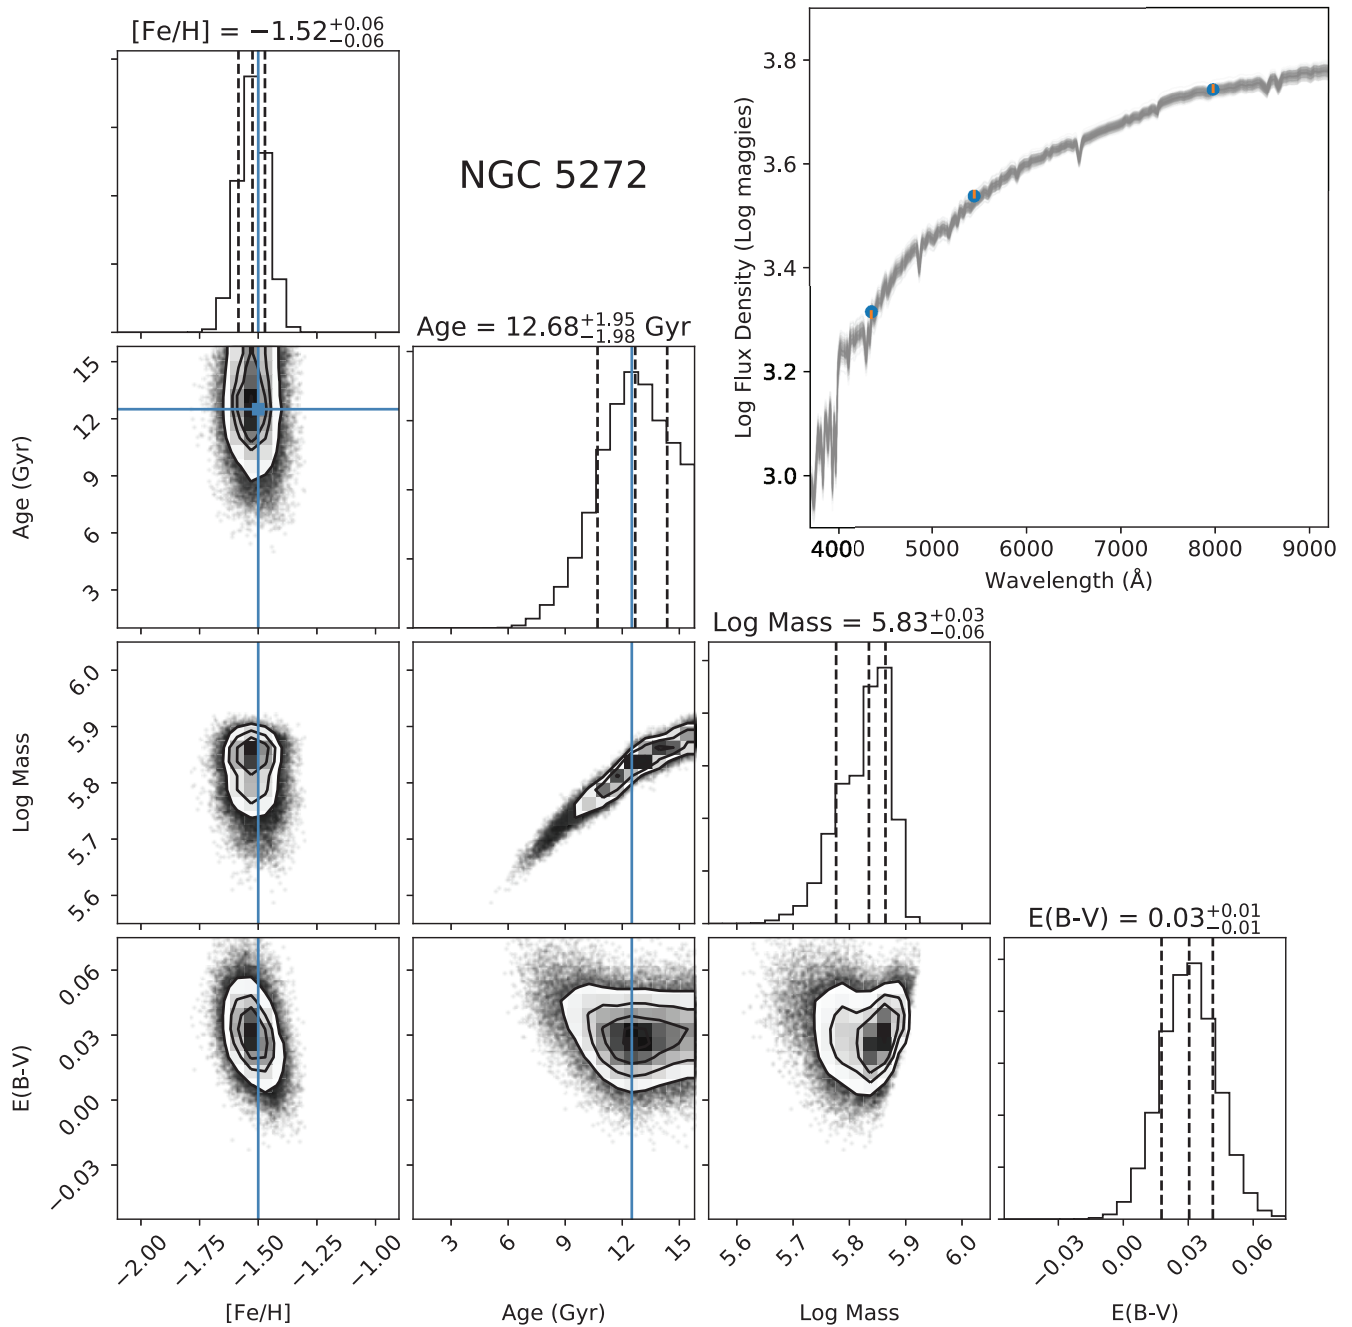 [Fe/H] = −1.52 +0.06 −0.06
NGC 5272
Log Flux Density (Log maggies)
3.8
3.6
3.4
3.2
3.0
4000 5000 6000 7000 8000 9000
Wavelength (Å)
Age = 12.68 +1.95 −1.98 Gyr
Age (Gyr)
15
12
9
6
3
Log Mass = 5.83 +0.03 −0.06
Log Mass
6.0
5.9
5.8
5.7
5.6
E(B-V) = 0.03 +0.01 −0.01
E(B-V)
0.06
0.03
0.00
−0.03
−2.00 −1.75 −1.50 −1.25 −1.00
3 6 9 12 15
5.6 5.7 5.8 5.9 6.0
−0.03 0.00 0.03 0.06
[Fe/H]
Age (Gyr)
Log Mass
E(B-V)